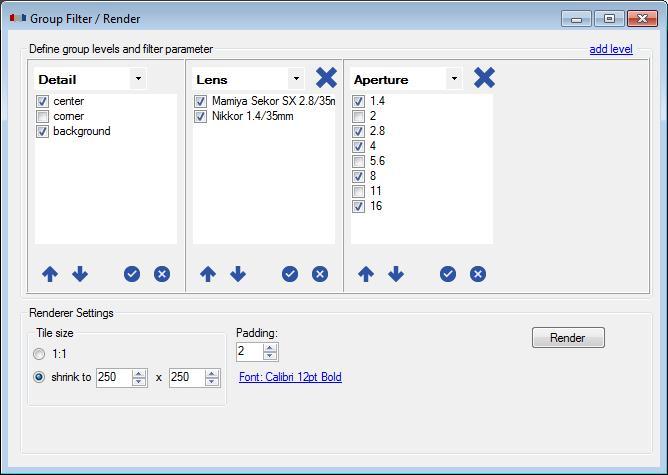 Group Filter / Render
Define group levels and filter parameter
add level
Detail
center
corner
background
Lens
Mamiya Sekor SX 2.8/35m
Nikkor 1.4/35mm
Aperture
1.4
2
2.8
4
5.6
8
11
16
Renderer Settings
Tile size
1:1
shrink to 250 x 250
Padding:
2
Font: Calibri 12pt Bold
Render